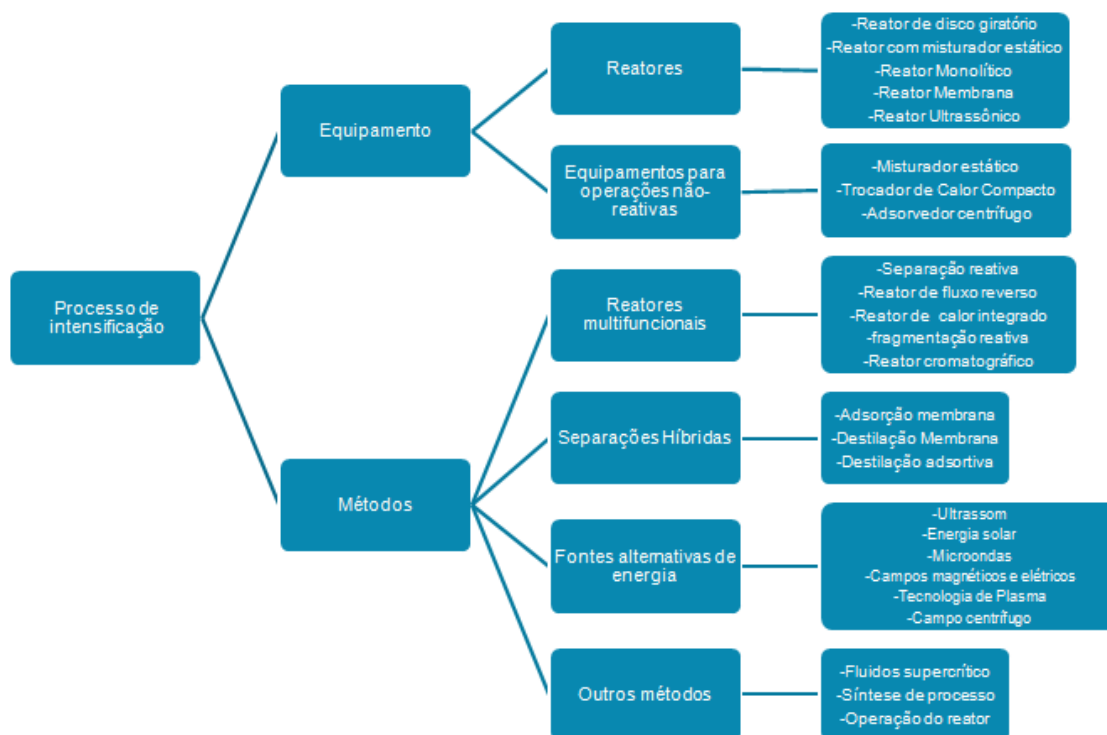 Processo de
intensificação
Equipamento
Reatores
-Reator de disco giratório
-Reator com misturador estático
-Reator Monolítico
-Reator Membrana
-Reator Ultrassônico
Equipamentos para
operações não-
reativas
-Misturador estático
-Trocador de Calor Compacto
-Adsorvedor centrífugo
Métodos
Reatores
multifuncionais
-Separação reativa
-Reator de fluxo reverso
-Reator de calor integrado
-fragmentação reativa
-Reator cromatográfico
Separações Híbridas
-Adsorção membrana
-Destilação Membrana
-Destilação adsortiva
Fontes alternativas de
energia
-Ultrassom
-Energia solar
-Microondas
-Campos magnéticos e elétricos
-Tecnologia de Plasma
-Campo centrífugo
Outros métodos
-Fluidos supercrítico
-Síntese de processo
-Operação do reator